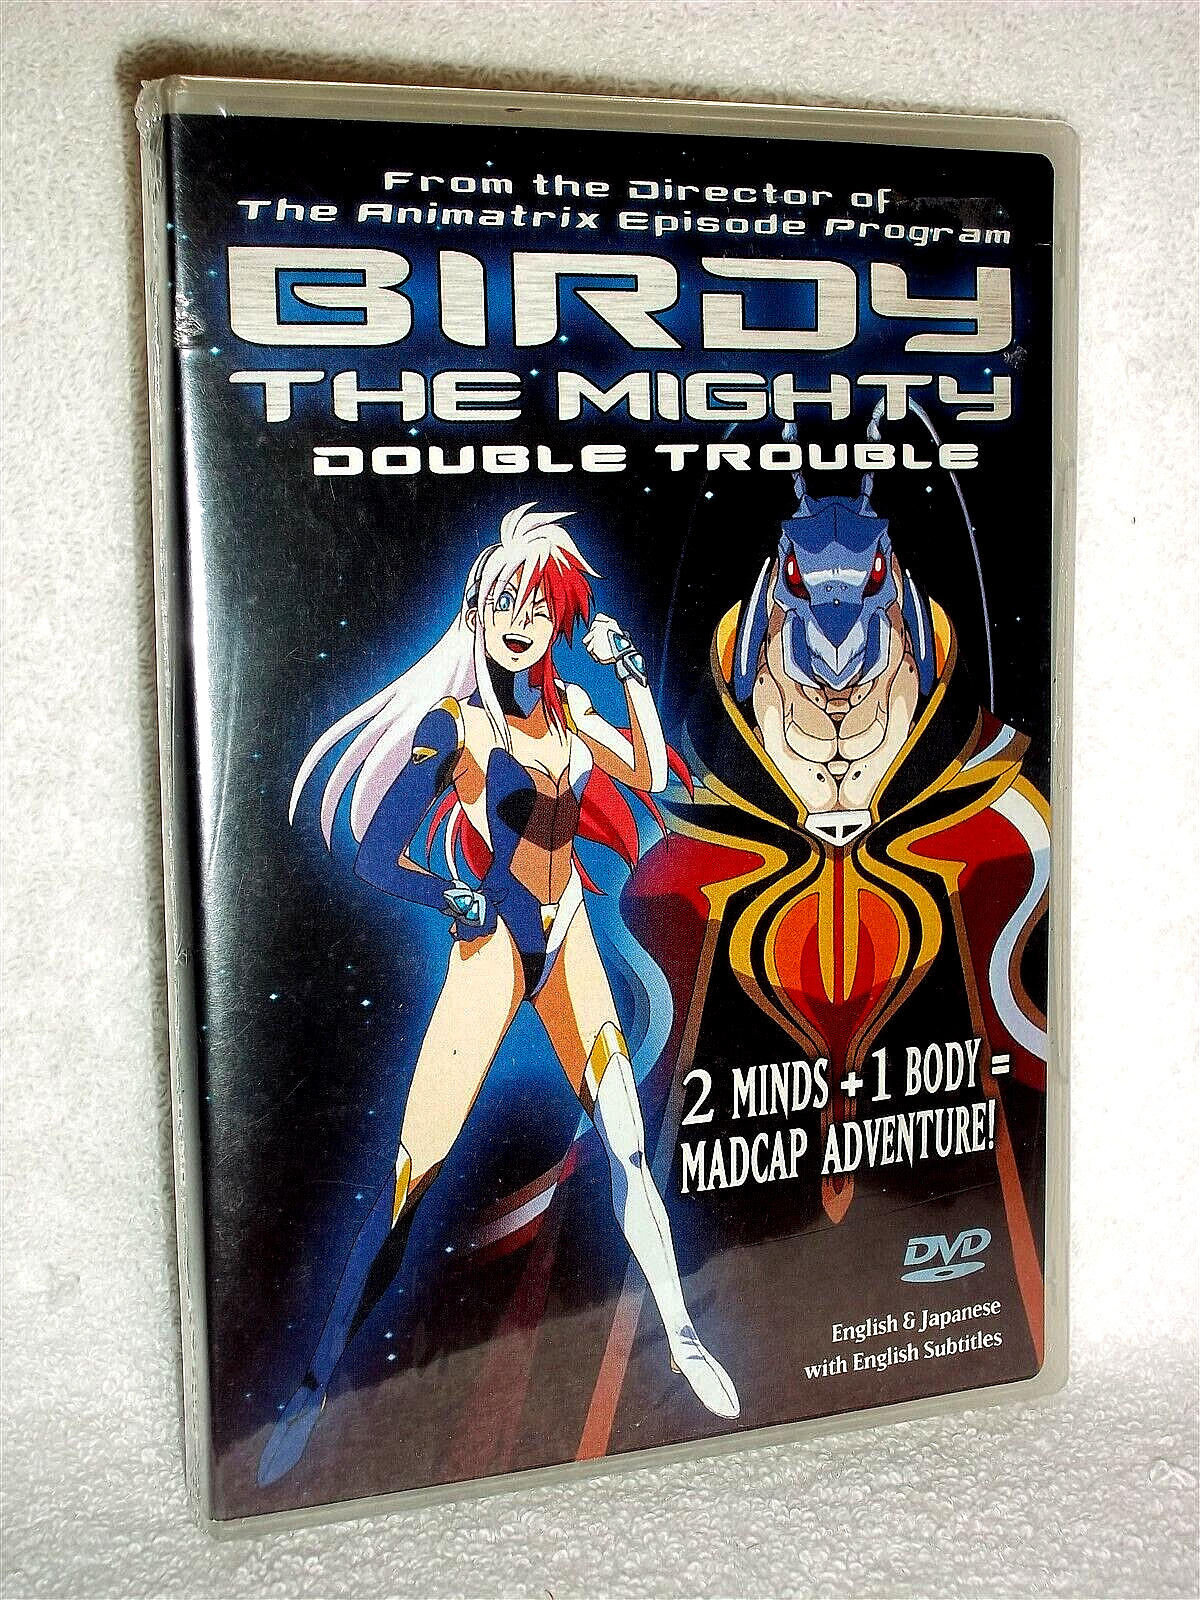 From the Director of
The Animatrix Episode Program
BIRDY
THE MIGHTY
DOUBLE TROUBLE
2 MINDS + 1 BODY =
MADCAP ADVENTURE!
DVD
English & Japanese
with English Subtitles